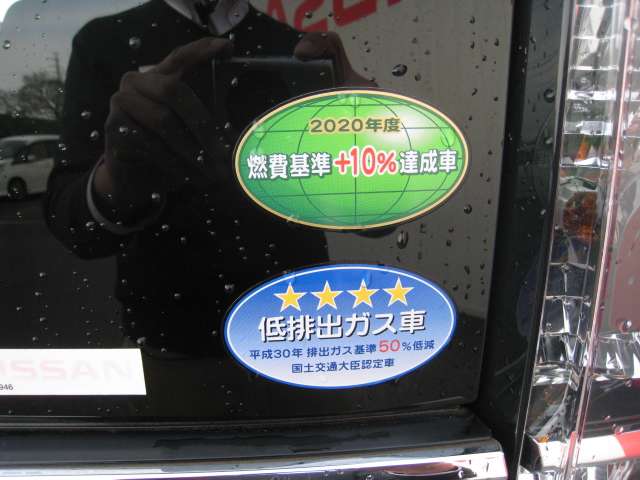 2020年度
燃費基準+10%達成車
★★★★
低排出ガス車
平成30年 排出ガス基準50%低減
国土交通大臣認定車
NISSAN
946